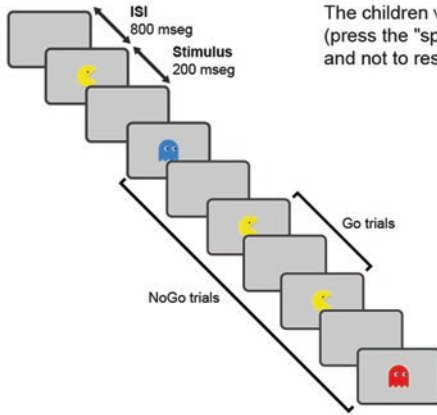 ISI
800 mseg
Stimulus
200 mseg
The children
(press the
and not to
Go trials
NoGo trials